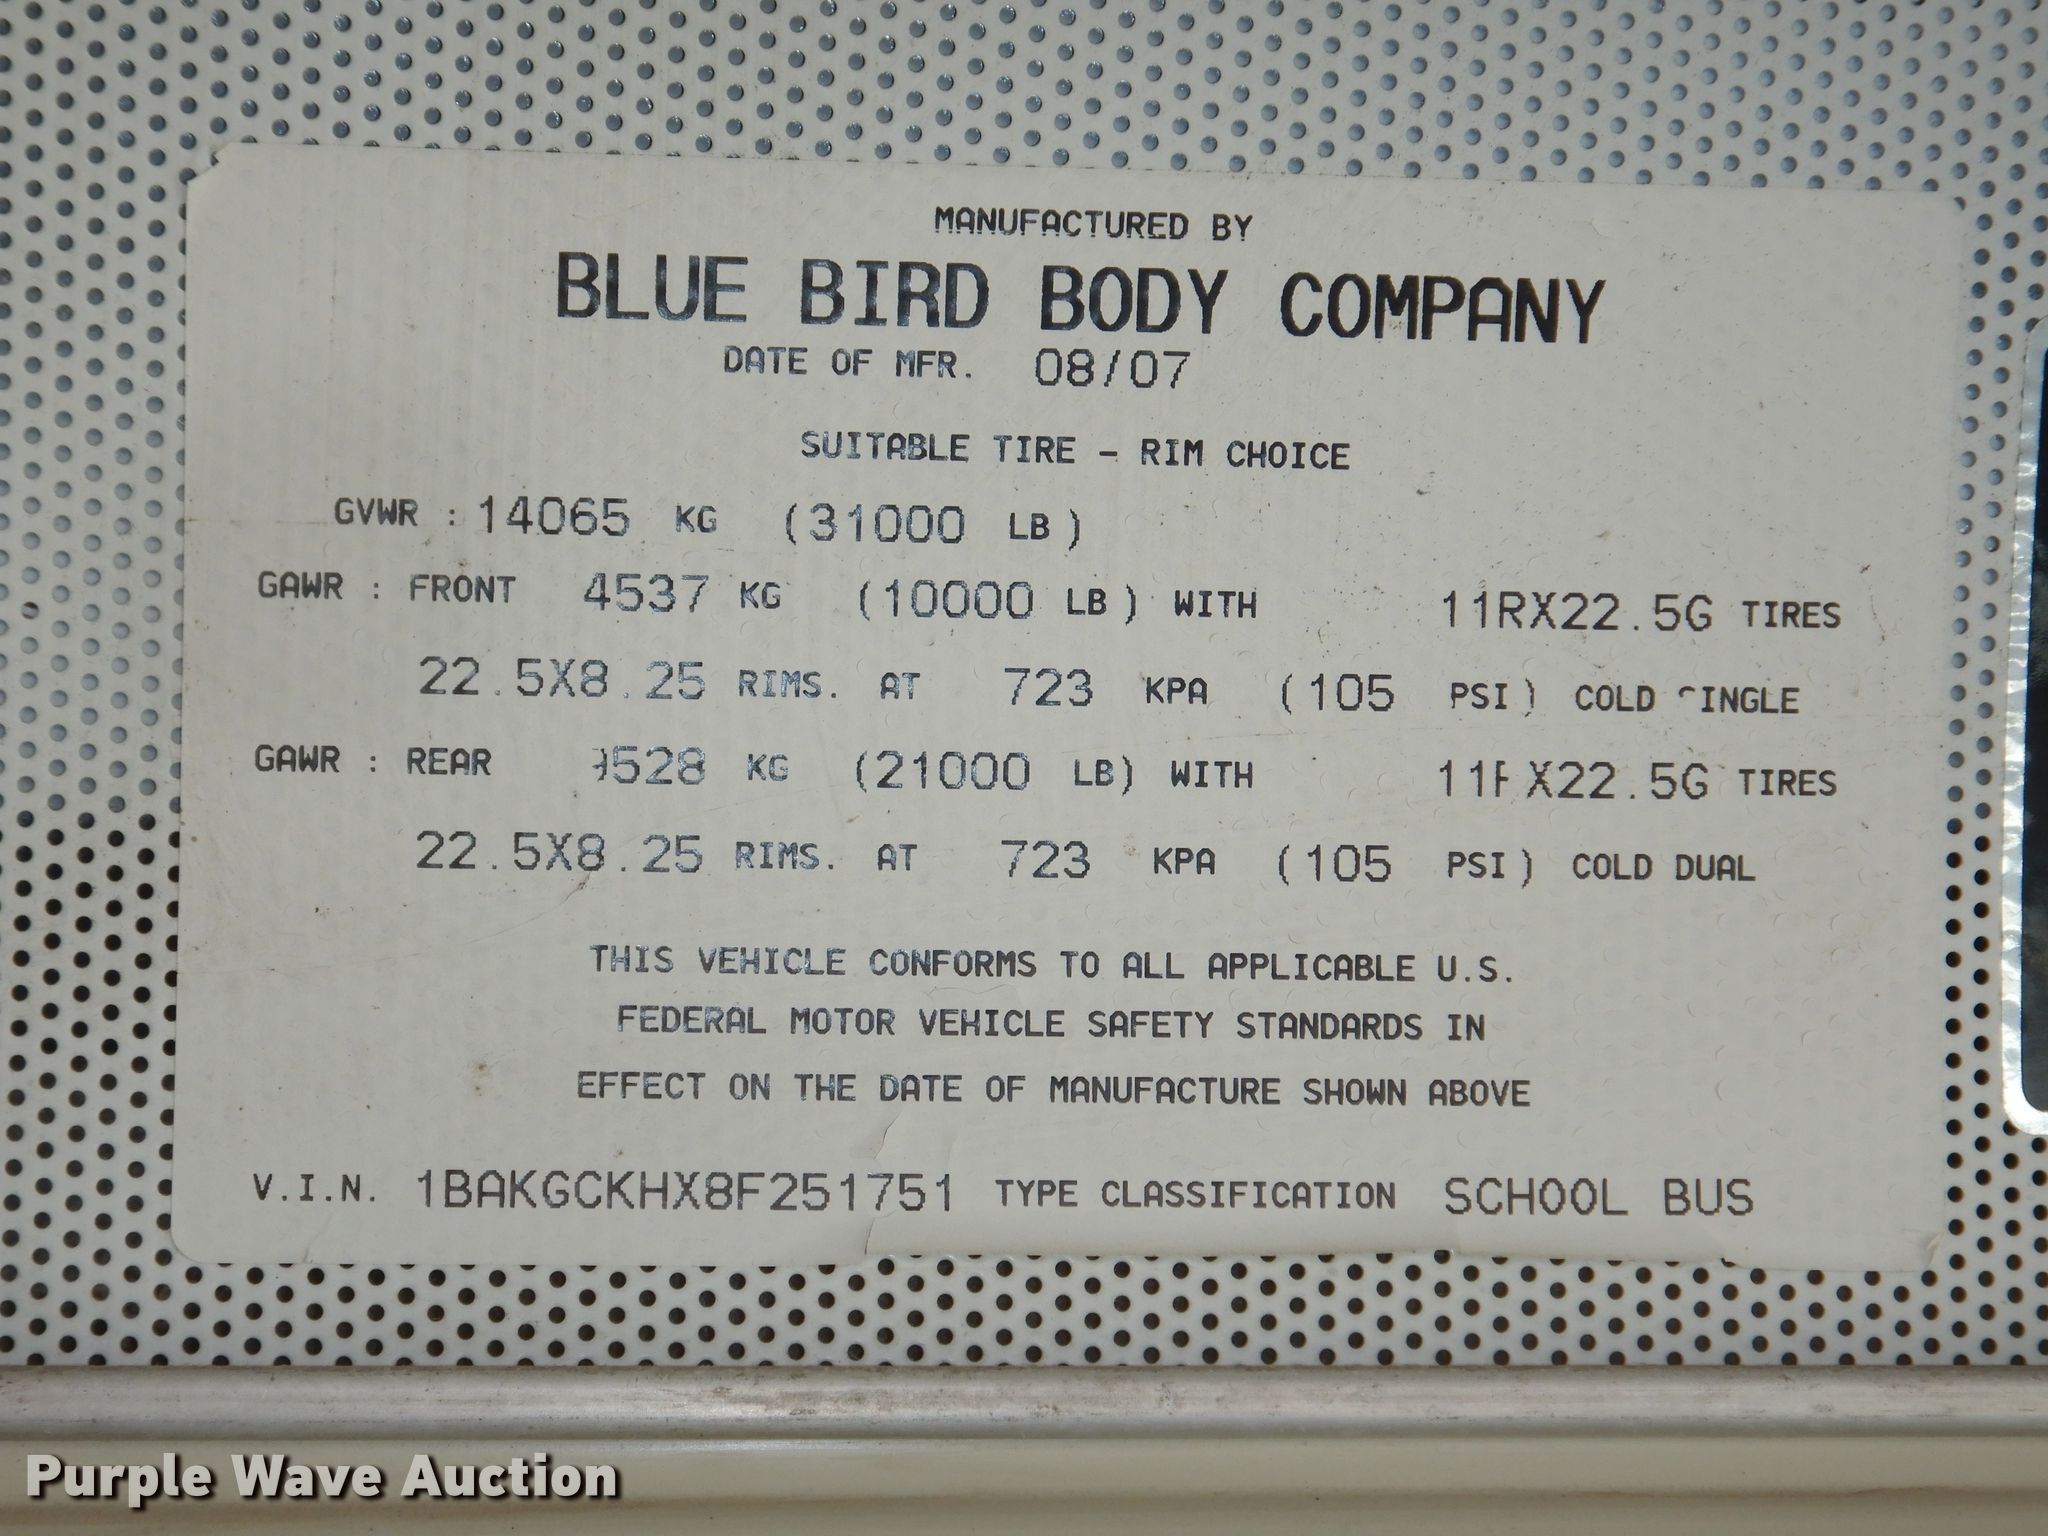 MANUFACTURED BY
BLUE BIRD BODY COMPANY
DATE OF MFR. 08/07
SUITABLE TIRE - RIM CHOICE
GVWR : 14065 KG (31000 LB)
GAWR : FRONT 4537 KG (10000 LB) WITH 11RX22.5G TIRES
22.5X8.25 RIMS. AT 723 KPA (105 PSI) COLD SINGLE
GAWR : REAR 9528 KG (21000 LB) WITH 11RX22.5G TIRES
22.5X8.25 RIMS. AT 723 KPA (105 PSI) COLD DUAL
THIS VEHICLE CONFORMS TO ALL APPLICABLE U.S.
FEDERAL MOTOR VEHICLE SAFETY STANDARDS IN
EFFECT ON THE DATE OF MANUFACTURE SHOWN ABOVE
V.I.N. 1BAKGCKHX8F251751 TYPE CLASSIFICATION SCHOOL BUS
Purple Wave Auction